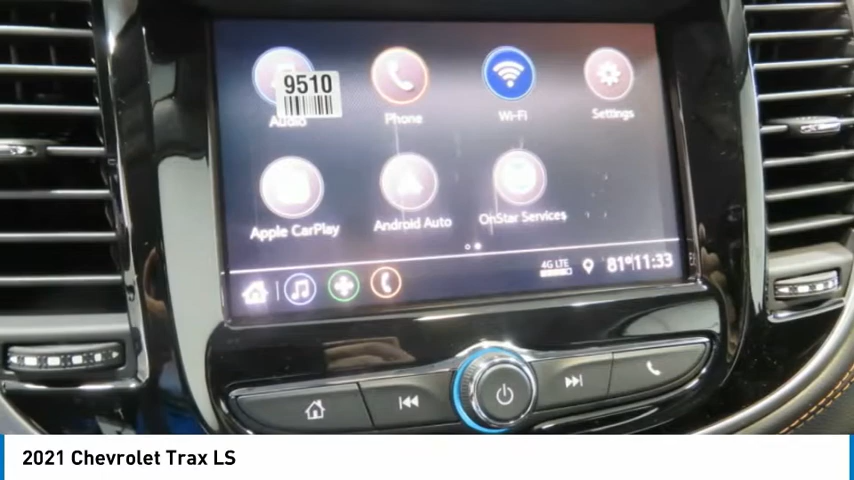 9510
Audio
Phone
Wi-Fi
Settings
Apple CarPlay
Android Auto
OnStar Services
4G LTE
81° 11:33
2021 Chevrolet Trax LS